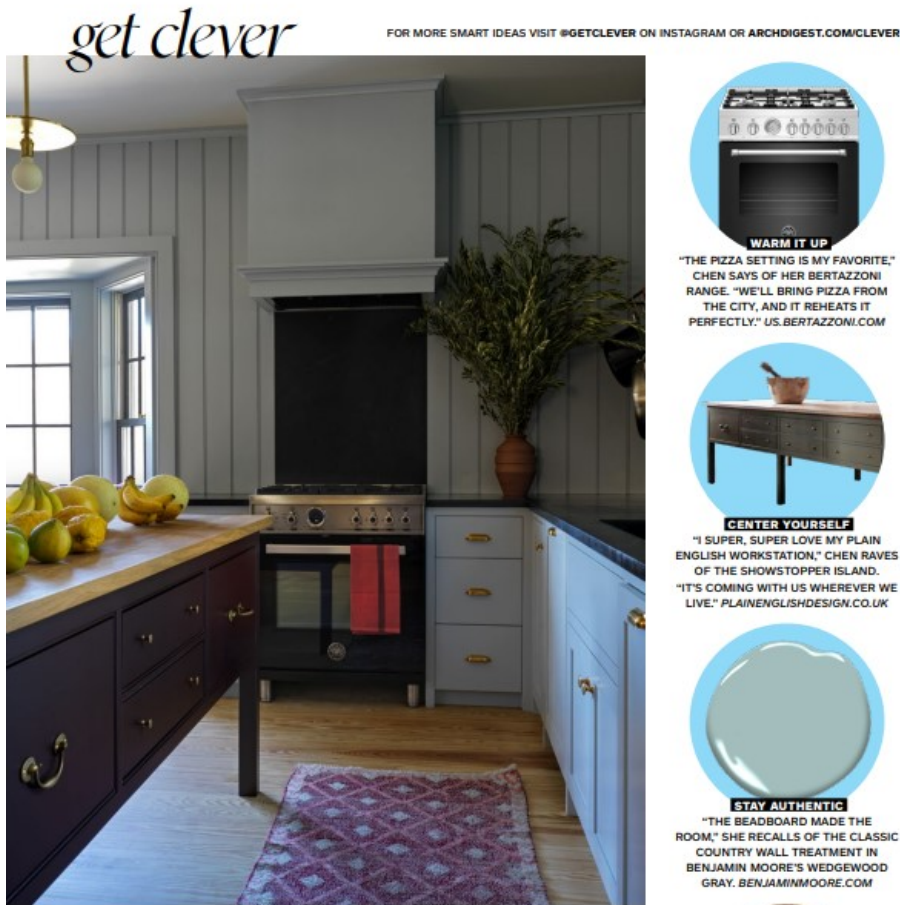 get clever
FOR MORE SMART IDEAS VISIT @GETCLEVER ON INSTAGRAM OR ARCHDIGEST.COM/CLEVER
WARM IT UP
“THE PIZZA SETTING IS MY FAVORITE,”
CHEN SAYS OF HER BERTAZZONI
RANGE. “WE’LL BRING PIZZA FROM
THE CITY, AND IT REHEATS IT
PERFECTLY.” US.BERTAZZONI.COM
CENTER YOURSELF
“I SUPER, SUPER LOVE MY PLAIN
ENGLISH WORKSTATION,” CHEN RAVES
OF THE SHOWSTOPPER ISLAND.
“IT’S COMING WITH US WHEREVER WE
LIVE.” PLAINENGLISHDESIGN.CO.UK
STAY AUTHENTIC
“THE BEADBOARD MADE THE
ROOM,” SHE RECALLS OF THE CLASSIC
COUNTRY WALL TREATMENT IN
BENJAMIN MOORE’S WEDGEWOOD
GRAY. BENJAMINMOORE.COM